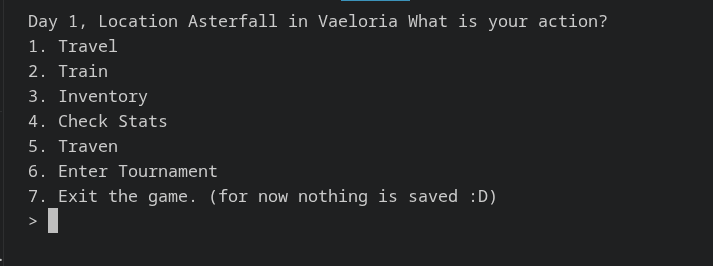 Day 1, Location Asterfall in Vaeloria What is your action?
1. Travel
2. Train
3. Inventory
4. Check Stats
5. Traven
6. Enter Tournament
7. Exit the game. (for now nothing is saved :D)
>